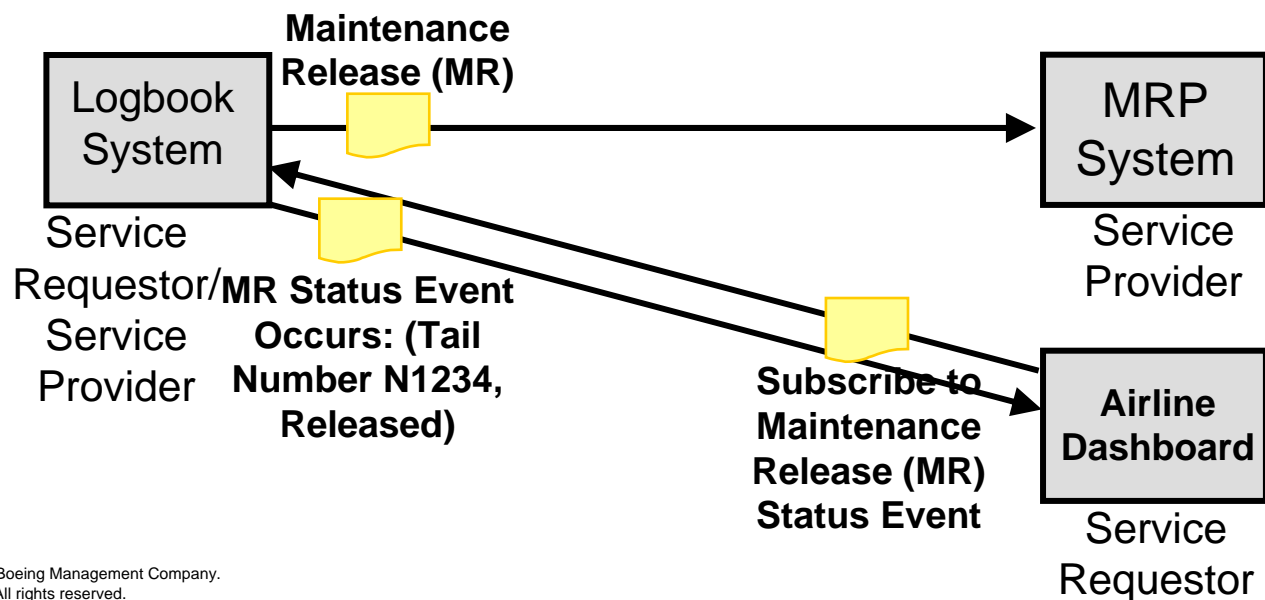 Maintenance
Release (MR)
Logbook
System
MRP
System
Service
Requestor/
Service
Provider
Service
Provider
MR Status Event
Occurs: (Tail
Number N1234,
Released)
Subscribe to
Maintenance
Release (MR)
Status Event
Airline
Dashboard
Service
Requestor
Boeing Management Company.
All rights reserved.